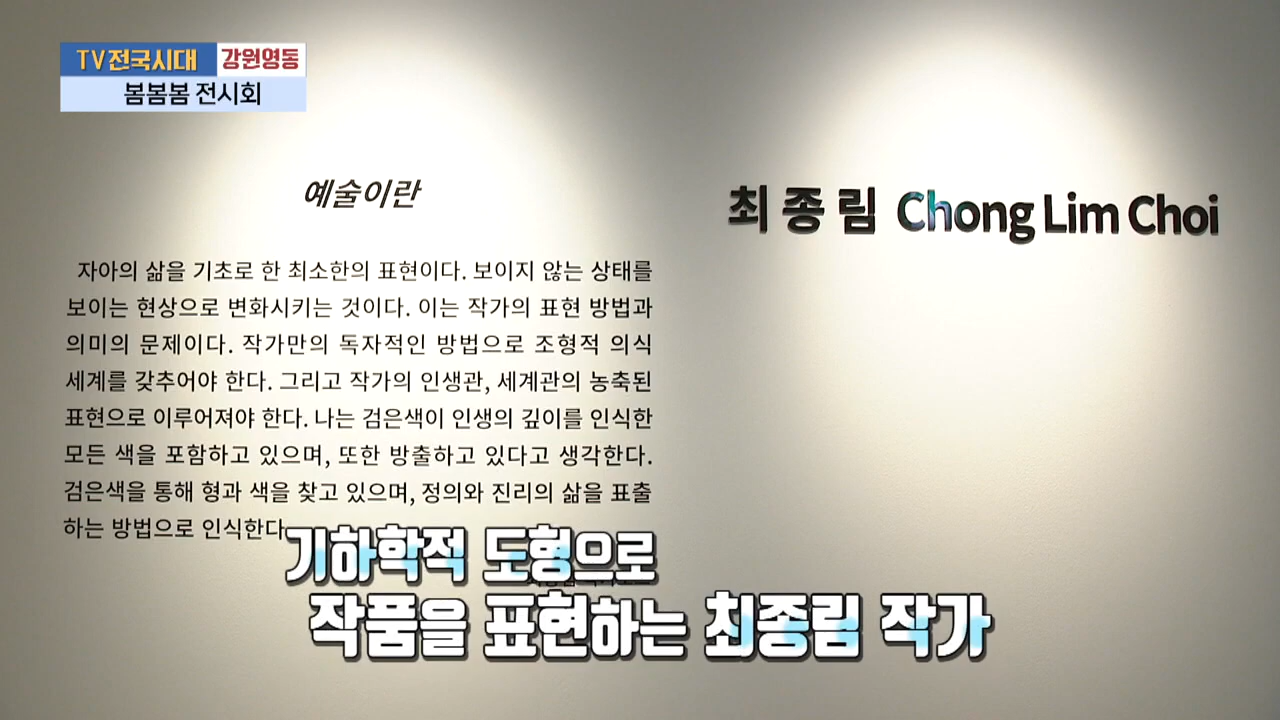 TV전국시대 강원영동
봄봄봄 전시회
예술이란
자아의 삶을 기초로 한 최소한의 표현이다. 보이지 않는 상태를
보이는 현상으로 변화시키는 것이다. 이는 작가의 표현 방법과
의미의 문제이다. 작가만의 독자적인 방법으로 조형적 의식
세계를 갖추어야 한다. 그리고 작가의 인생관, 세계관의 농축된
표현으로 이루어져야 한다. 나는 검은색이 인생의 깊이를 인식한
모든 색을 포함하고 있으며, 또한 방출하고 있다고 생각한다.
검은색을 통해 형과 색을 찾고 있으며, 정의와 진리의 삶을 표출
하는 방법으로 인식한다.
최종림 Chong Lim Choi
기하학적 도형으로
작품을 표현하는 최종림 작가